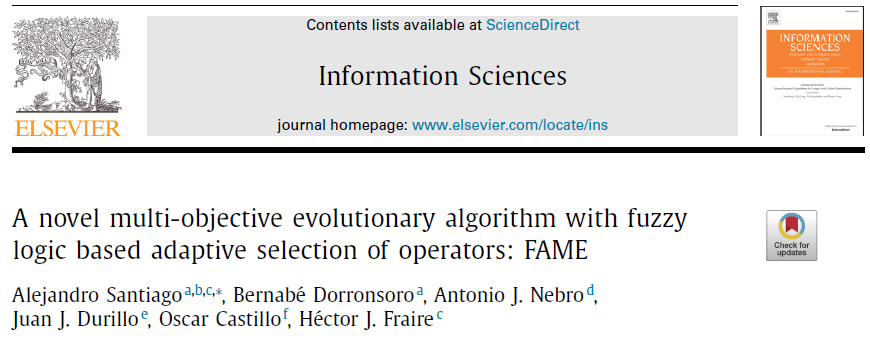 Contents lists available at ScienceDirect
Information Sciences
journal homepage: www.elsevier.com/locate/ins
ELSEVIER
INFORMATION
SCIENCES
A novel multi-objective evolutionary algorithm with fuzzy
logic based adaptive selection of operators: FAME
Check for
updates
Alejandro Santiago a,b,c,*, Bernabé Dorronsoro a, Antonio J. Nebro d,
Juan J. Durillo e, Oscar Castillo f, Héctor J. Fraire c